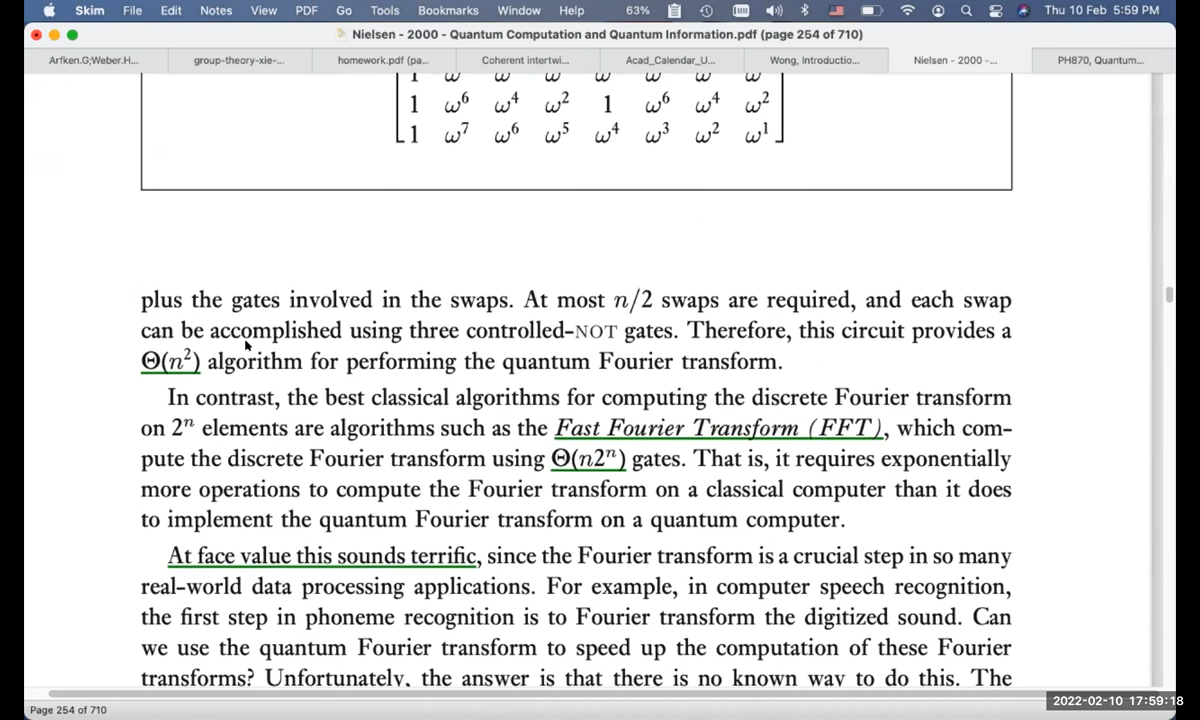 Skim File Edit Notes View PDF Go Tools Bookmarks Window Help 63% Thu 10 Feb 5:59 PM
Nielsen - 2000 - Quantum Computation and Quantum Information.pdf (page 254 of 710)
Arfken.G;Weber.H... group-theory-xie-... homework.pdf (pa... Coherent intertwi... Acad_Calendar_U... Wong, Introductio... Nielsen - 2000 -... PH870, Quantum...
1 ω ω ω ω ω ω ω
1 ω⁶ ω⁴ ω² 1 ω⁶ ω⁴ ω²
1 ω⁷ ω⁶ ω⁵ ω⁴ ω³ ω² ω¹
plus the gates involved in the swaps. At most n/2 swaps are required, and each swap
can be accomplished using three controlled-NOT gates. Therefore, this circuit provides a
Θ(n²) algorithm for performing the quantum Fourier transform.
In contrast, the best classical algorithms for computing the discrete Fourier transform
on 2ⁿ elements are algorithms such as the Fast Fourier Transform (FFT), which com-
pute the discrete Fourier transform using Θ(n2ⁿ) gates. That is, it requires exponentially
more operations to compute the Fourier transform on a classical computer than it does
to implement the quantum Fourier transform on a quantum computer.
At face value this sounds terrific, since the Fourier transform is a crucial step in so many
real-world data processing applications. For example, in computer speech recognition,
the first step in phoneme recognition is to Fourier transform the digitized sound. Can
we use the quantum Fourier transform to speed up the computation of these Fourier
transforms? Unfortunately, the answer is that there is no known way to do this. The
Page 254 of 710
2022-02-10 17:59:18